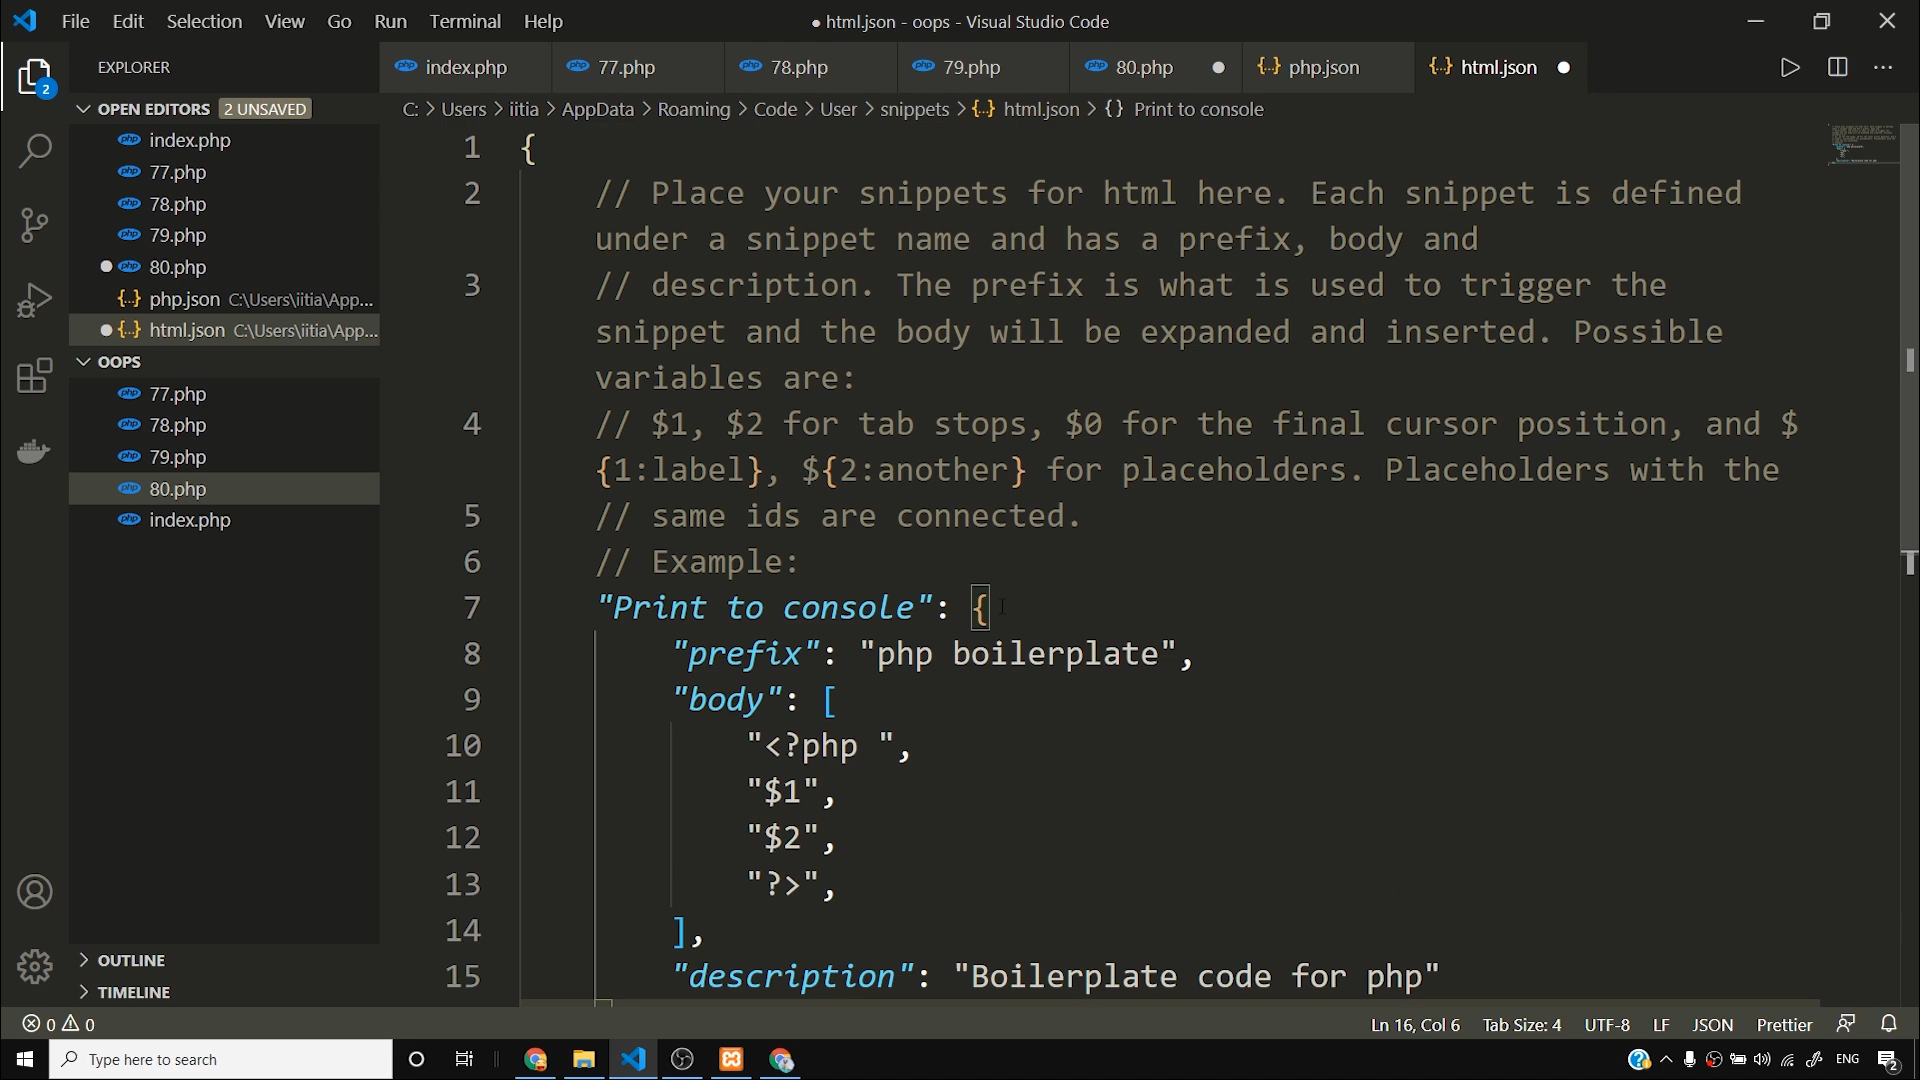 File Edit Selection View Go Run Terminal Help
● html.json - oops - Visual Studio Code
EXPLORER
index.php 77.php 78.php 79.php 80.php php.json html.json
OPEN EDITORS 2 UNSAVED
C: > Users > iitia > AppData > Roaming > Code > User > snippets > {..} html.json > {} Print to console
index.php
77.php
78.php
79.php
80.php
php.json C:\Users\iitia\App...
html.json C:\Users\iitia\App...
OOPS
77.php
78.php
79.php
80.php
index.php
OUTLINE
TIMELINE
1 {
2 // Place your snippets for html here. Each snippet is defined
under a snippet name and has a prefix, body and
3 // description. The prefix is what is used to trigger the
snippet and the body will be expanded and inserted. Possible
variables are:
4 // $1, $2 for tab stops, $0 for the final cursor position, and $
{1:label}, ${2:another} for placeholders. Placeholders with the
5 // same ids are connected.
6 // Example:
7 "Print to console": {
8 "prefix": "php boilerplate",
9 "body": [
10 "<?php ",
11 "$1",
12 "$2",
13 "?>",
14 ],
15 "description": "Boilerplate code for php"
0 0
Ln 16, Col 6 Tab Size: 4 UTF-8 LF JSON Prettier
Type here to search
ENG
2